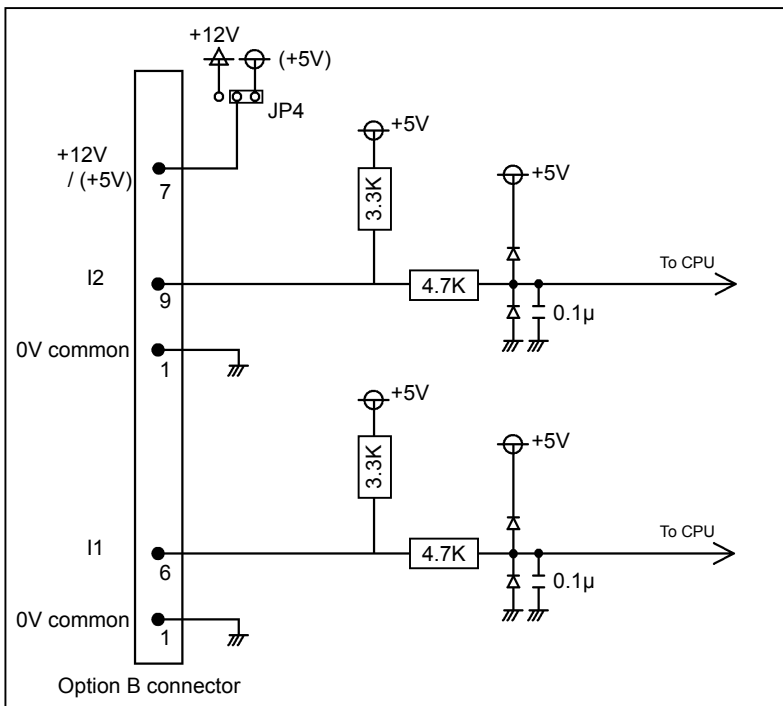 +12V
(+5V)
JP4
+12V
/ (+5V)
7
+5V
3.3K
+5V
I2
9
4.7K
To CPU
0.1µ
0V common
1
+5V
3.3K
+5V
I1
6
4.7K
To CPU
0.1µ
0V common
1
Option B connector